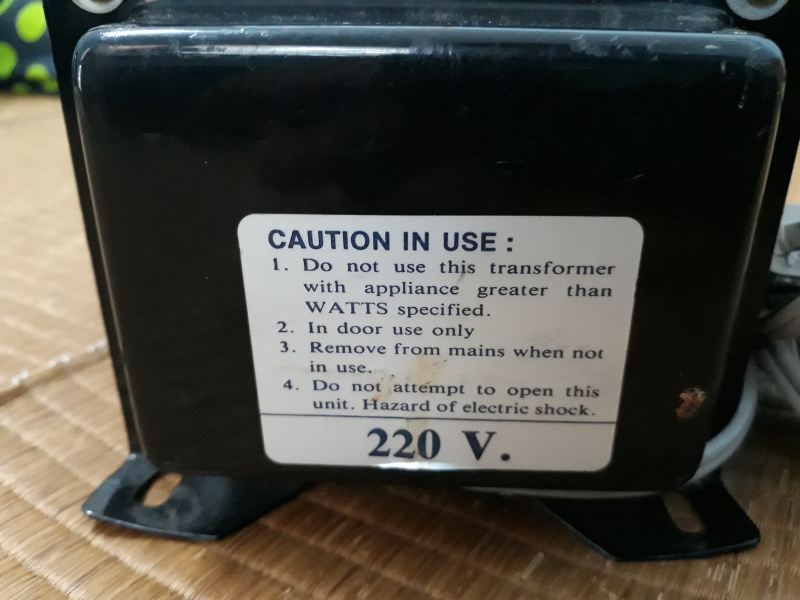 CAUTION IN USE :
1. Do not use this transformer
with appliance greater than
WATTS specified.
2. In door use only
3. Remove from mains when not
in use.
4. Do not attempt to open this
unit. Hazard of electric shock.
220 V.